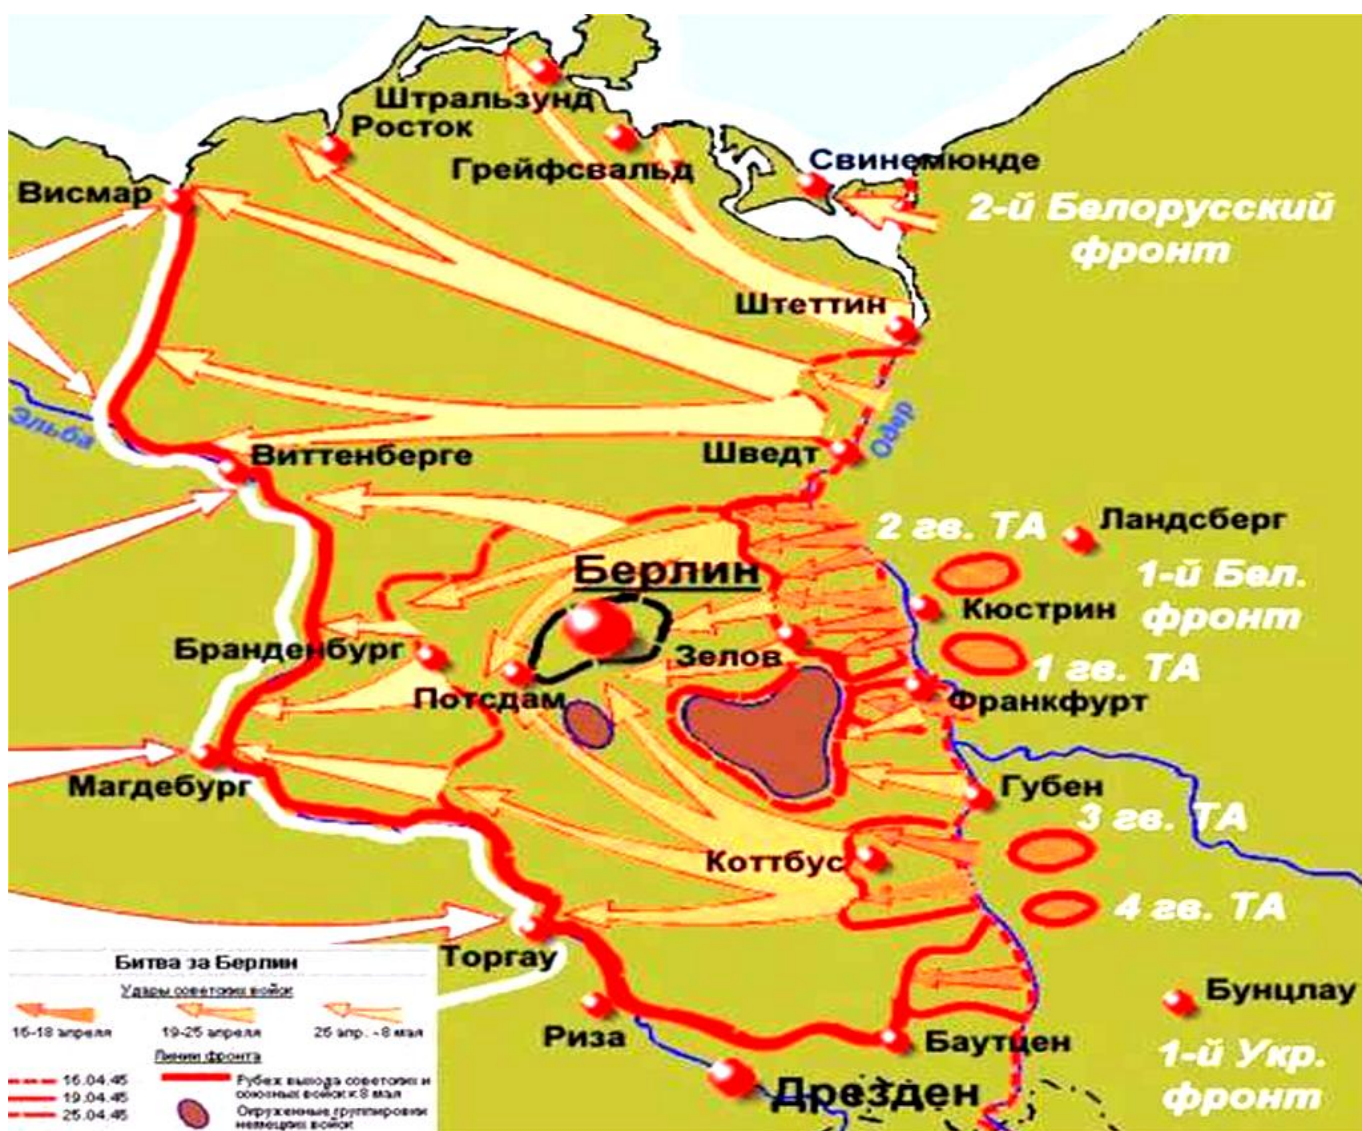 Штральзунд
Росток
Грейфсвальд
Свинемюнде
Висмар
2-й Белорусский
фронт
Штеттин
Эльба
Одер
Виттенберге
Шведт
2 гв. ТА
Ландсберг
Берлин
1-й Бел.
фронт
Кюстрин
Бранденбург
Зелов
1 гв. ТА
Потсдам
Франкфурт
Магдебург
Губен
3 гв. ТА
Коттбус
4 гв. ТА
Торгау
Бунцлау
Риза
Баутцен
1-й Укр.
фронт
Дрезден
Битва за Берлин
Удары советских войск
16-18 апреля
19-25 апреля
26 апр. -8 мая
Линии фронта
16.04.45
19.04.45
25.04.45
Рубеж выхода советских и
союзных войск к 8 мая
Окруженные группировки
немецких войск